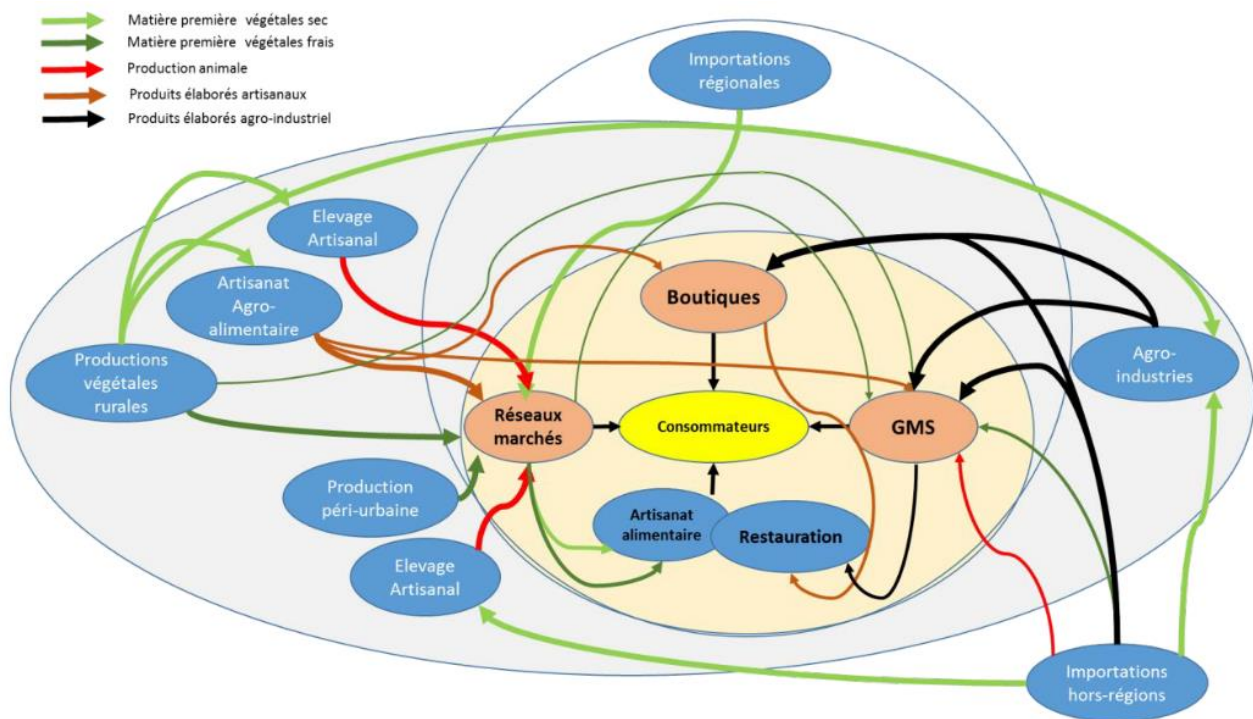 Matière première végétales sec
Matière première végétales frais
Production animale
Produits élaborés artisanaux
Produits élaborés agro-industriel
Importations
régionales
Elevage
Artisanal
Artisanat
Agro-
alimentaire
Productions
végétales
rurales
Boutiques
Agro-
industries
Réseaux
marchés
Consommateurs
GMS
Production
péri-urbaine
Artisanat
alimentaire
Restauration
Elevage
Artisanal
Importations
hors-régions